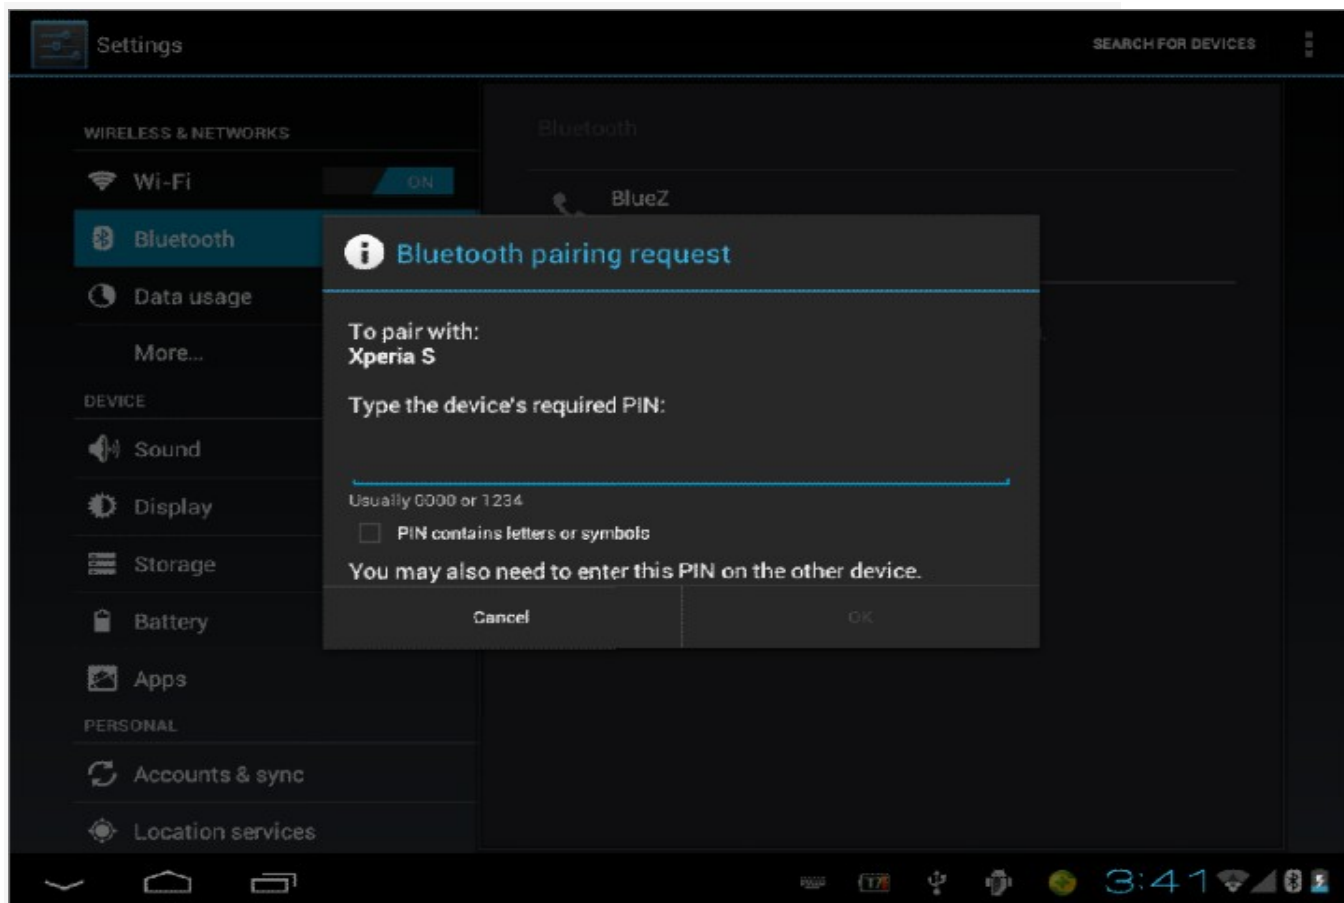 Settings
SEARCH FOR DEVICES
WIRELESS & NETWORKS
Wi-Fi
ON
Bluetooth
Data usage
More...
DEVICE
Sound
Display
Storage
Battery
Apps
PERSONAL
Accounts & sync
Location services
Bluetooth
BlueZ
Bluetooth pairing request
To pair with:
Xperia S
Type the device's required PIN:
Usually 0000 or 1234
PIN contains letters or symbols
You may also need to enter this PIN on the other device.
Cancel
OK
3:41